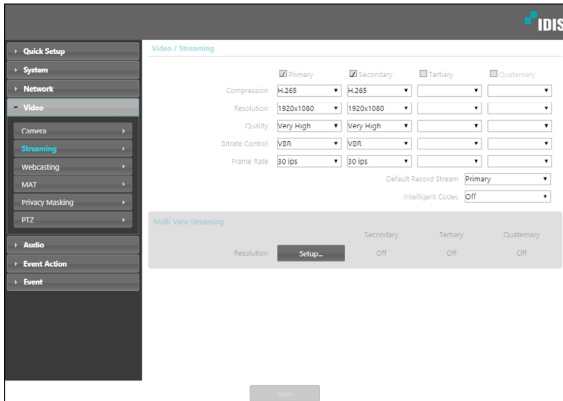 IDIS
Quick Setup
System
Network
Video
Camera
Streaming
Webcasting
MAT
Privacy Masking
PTZ
Audio
Event Action
Event
Video / Streaming
Primary Secondary Tertiary Quaternary
Compression H.265 H.265
Resolution 1920x1080 1920x1080
Quality Very High Very High
Bitrate Control VBR VBR
Frame Rate 30 ips 30 ips
Default Record Stream Primary
Intelligent Codec Off
Multi View Streaming
Secondary Tertiary Quaternary
Resolution Setup... Off Off Off
Save